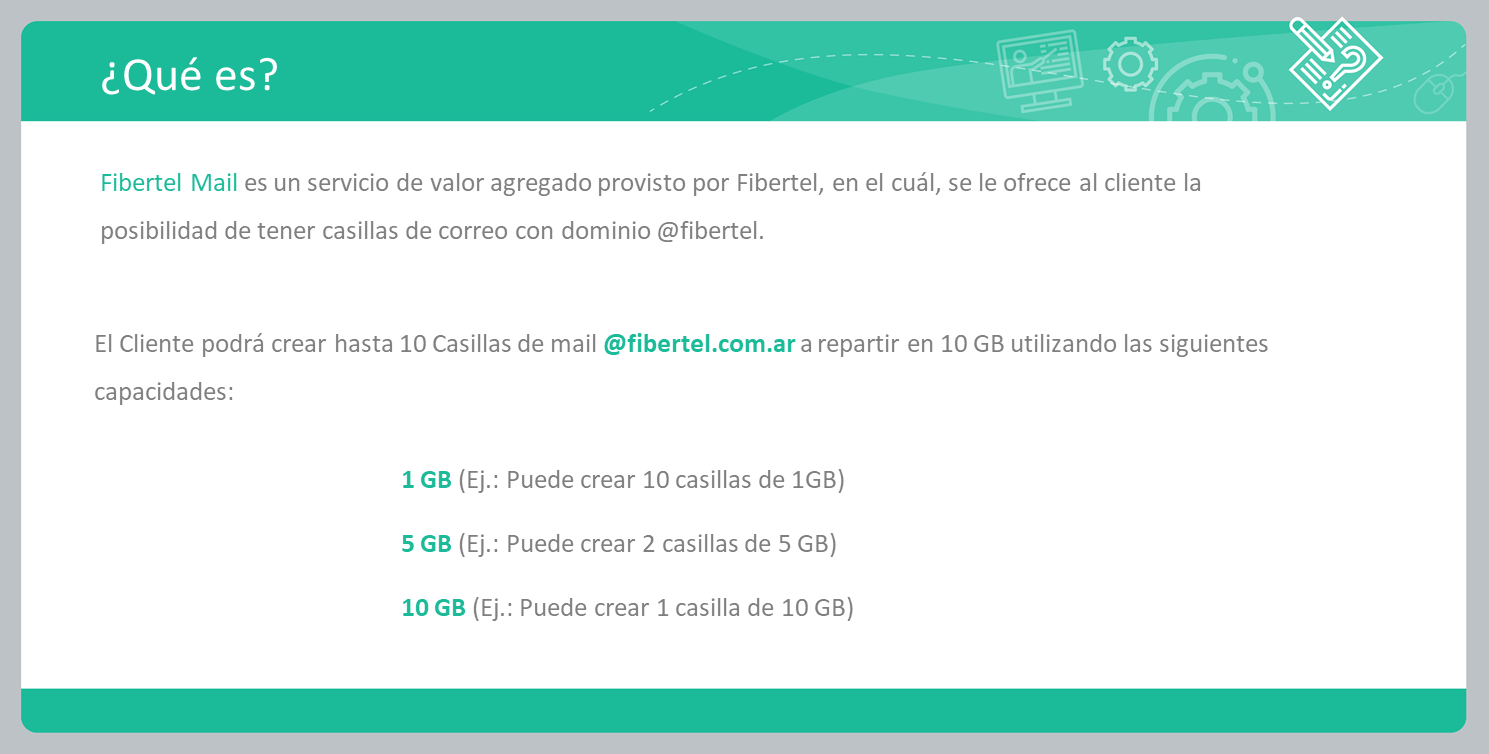 ¿Qué es?
Fibertel Mail es un servicio de valor agregado provisto por Fibertel, en el cuál, se le ofrece al cliente la
posibilidad de tener casillas de correo con dominio @fibertel.
El Cliente podrá crear hasta 10 Casillas de mail @fibertel.com.ar a repartir en 10 GB utilizando las siguientes
capacidades:
1 GB (Ej.: Puede crear 10 casillas de 1GB)
5 GB (Ej.: Puede crear 2 casillas de 5 GB)
10 GB (Ej.: Puede crear 1 casilla de 10 GB)